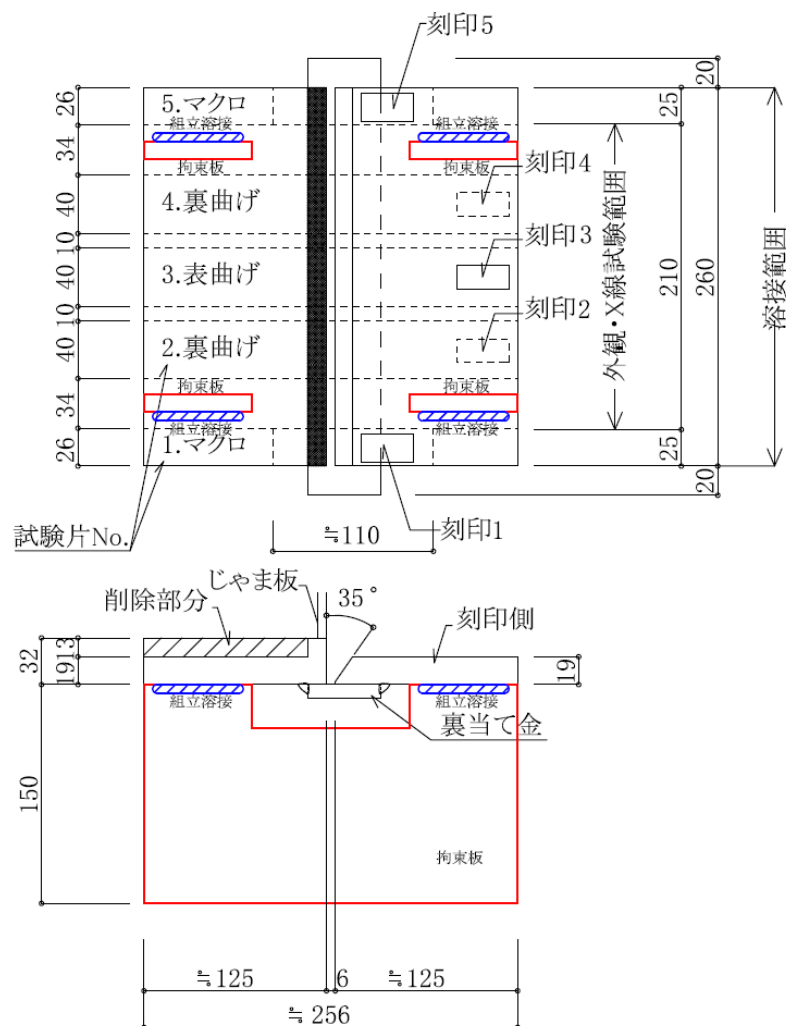 刻印5
20
26
5.マクロ
25
組立溶接
組立溶接
34
拘束板
拘束板
刻印4
40
4.裏曲げ
10
刻印3
40
3.表曲げ
外観・X線試験範囲
210
260
溶接範囲
10
刻印2
40
2.裏曲げ
拘束板
拘束板
34
組立溶接
組立溶接
26
1.マクロ
25
20
試験片No.
≒110
刻印1
じゃま板
削除部分
35°
刻印側
32
13
19
19
組立溶接
組立溶接
裏当て金
150
拘束板
≒125
6
≒125
≒256